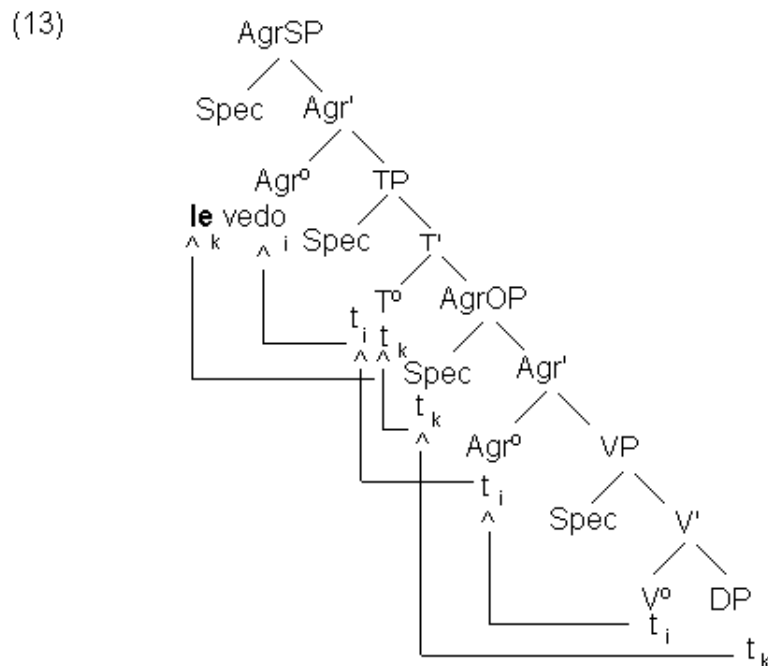 (13)
AgrSP
Spec Agr'
Agrº TP
le vedo
^ k ^ i Spec T'
Tº AgrOP
t i t k
^ ^ Spec Agr'
t k
^ Agrº VP
t i
^ Spec V'
Vº DP
t i
t k